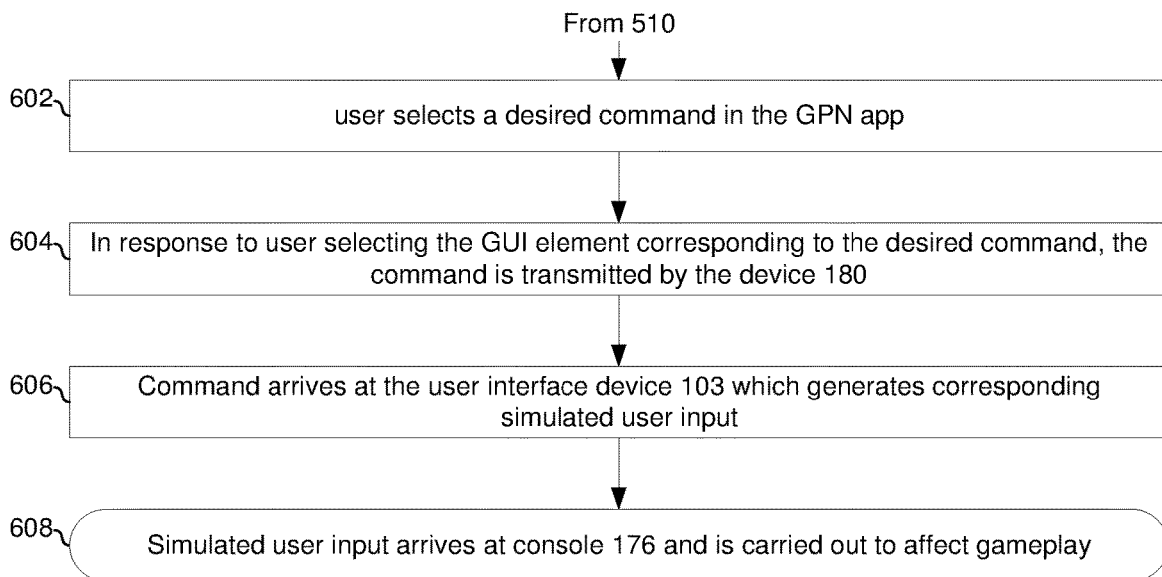 From 510
602
user selects a desired command in the GPN app
604
In response to user selecting the GUI element corresponding to the desired command, the
command is transmitted by the device 180
606
Command arrives at the user interface device 103 which generates corresponding
simulated user input
608
Simulated user input arrives at console 176 and is carried out to affect gameplay